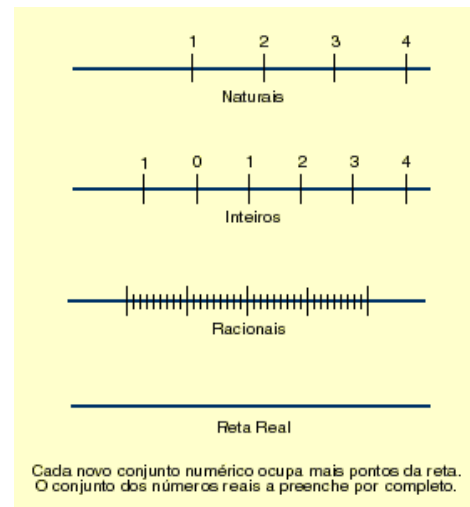 1 2 3 4
Naturais
1 0 1 2 3 4
Inteiros
Racionais
Reta Real
Cada novo conjunto numérico ocupa mais pontos da reta.
O conjunto dos números reais a preenche por completo.